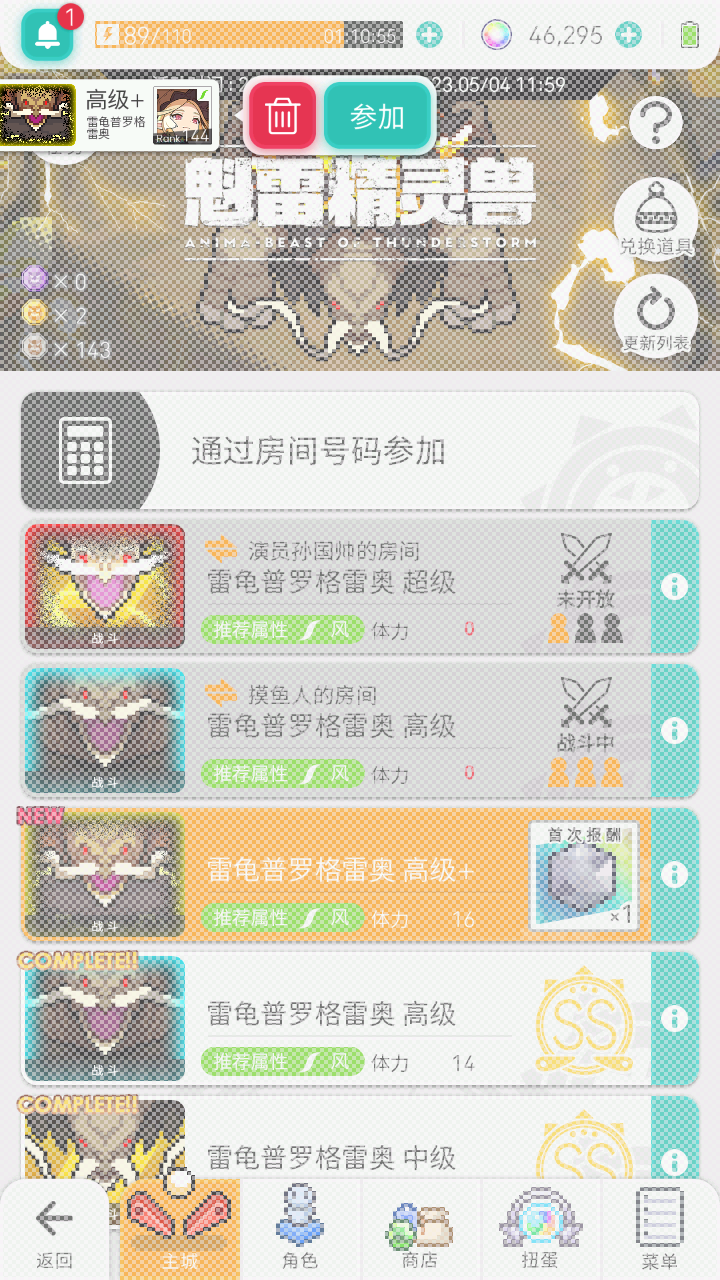 1
897/110
01:10:55
46,295
高级+
雷龟普罗格
雷奥
Rank 144
参加
23.05/04 11:59
魁雷精灵兽
ANIMA-BEAST OF THUNDERSTORM
兑换道具
×0
×2
×143
更新列表
通过房间号码参加
演员孙国帅的房间
雷龟普罗格雷奥 超级
未开放
战斗
推荐属性 风 体力 0
摸鱼人的房间
雷龟普罗格雷奥 高级
战斗中
战斗
推荐属性 风 体力 0
NEW
首次报酬
雷龟普罗格雷奥 高级+
×1
战斗
推荐属性 风 体力 16
COMPLETE!!
雷龟普罗格雷奥 高级
SS
战斗
推荐属性 风 体力 14
COMPLETE!!
雷龟普罗格雷奥 中级
SS
返回
主城
角色
商店
扭蛋
菜单